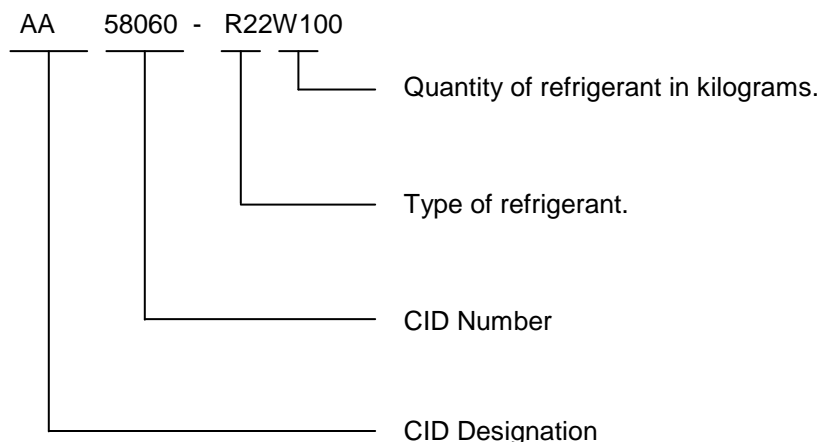 AA 58060 - R22W100
Quantity of refrigerant in kilograms.
Type of refrigerant.
CID Number
CID Designation